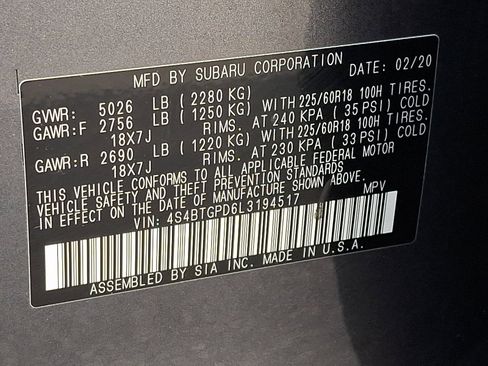 MFD BY SUBARU CORPORATION DATE: 02/20
GVWR: 5026 LB (2280 KG)
GAWR:F 2756 LB (1250 KG) WITH 225/60R18 100H TIRES.
18X7J RIMS. AT 240 KPA (35 PSI) COLD
GAWR:R 2690 LB (1220 KG) WITH 225/60R18 100H TIRES.
18X7J RIMS. AT 230 KPA (33 PSI) COLD
THIS VEHICLE CONFORMS TO ALL APPLICABLE FEDERAL MOTOR
VEHICLE SAFETY AND THEFT PREVENTION STANDARDS
IN EFFECT ON THE DATE OF MANUFACTURE SHOWN ABOVE.
VIN: 4S4BTGPD6L3194517 MPV
ASSEMBLED BY SIA INC. MADE IN U.S.A.